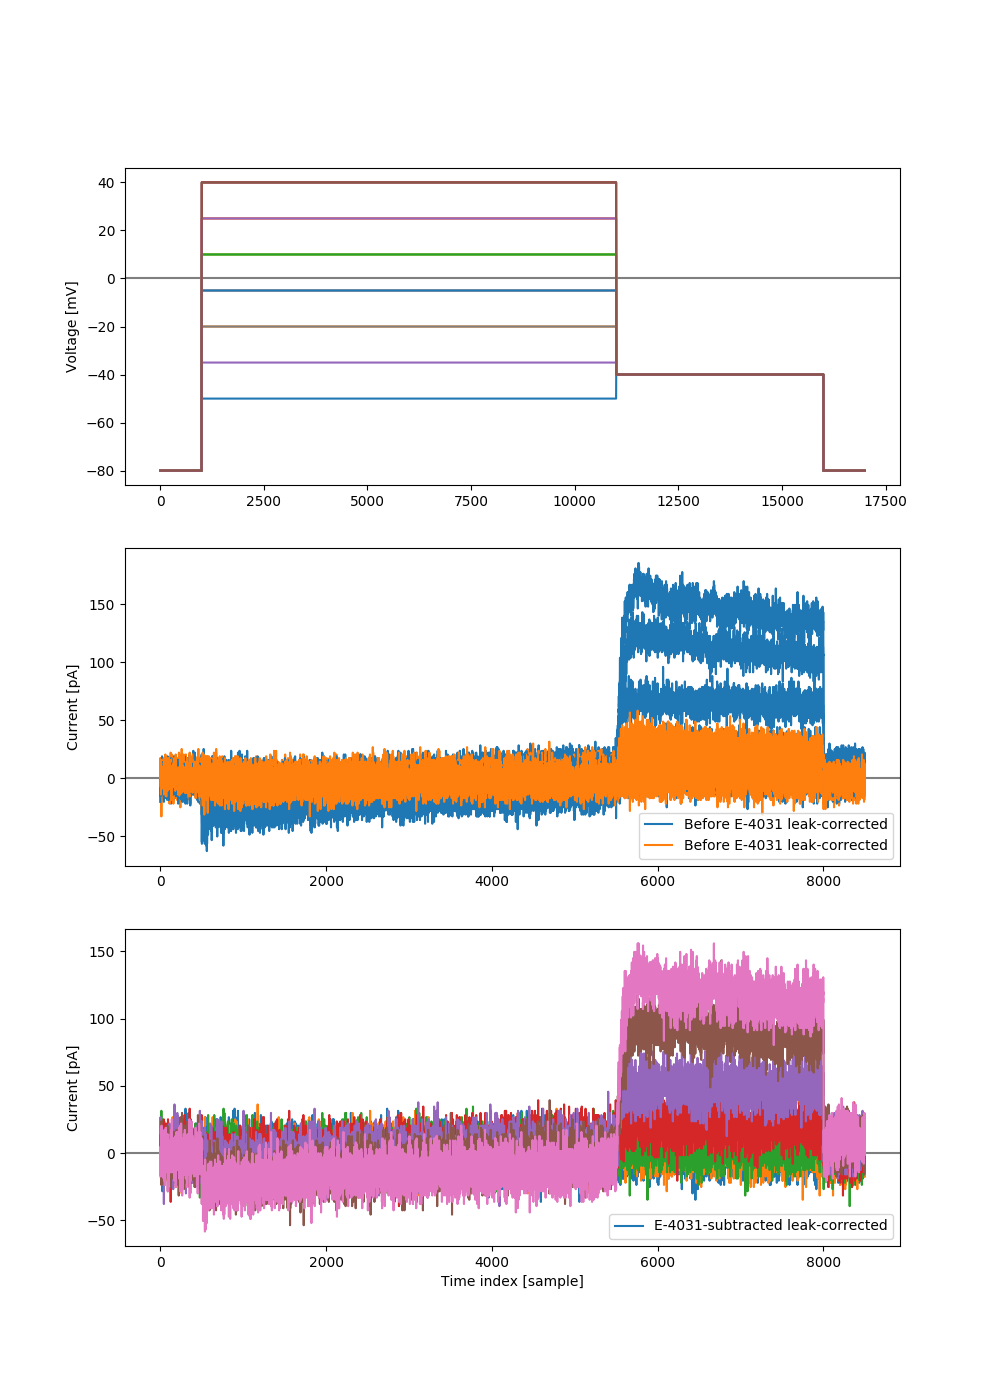 40
20
0
−20
−40
−60
−80
Voltage [mV]
0 2500 5000 7500 10000 12500 15000 17500
150
100
50
0
−50
Current [pA]
Before E-4031 leak-corrected
Before E-4031 leak-corrected
0 2000 4000 6000 8000
150
100
50
0
−50
Current [pA]
E-4031-subtracted leak-corrected
0 2000 4000 6000 8000
Time index [sample]